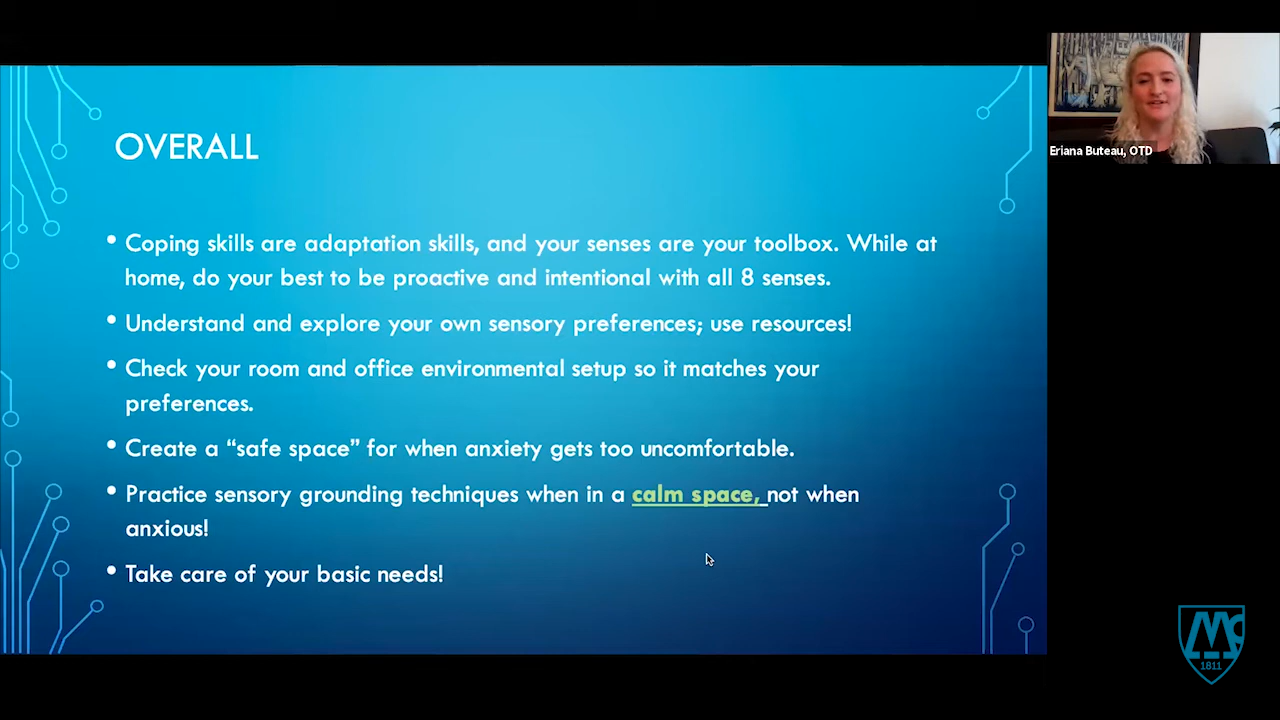 OVERALL
• Coping skills are adaptation skills, and your senses are your toolbox. While at
home, do your best to be proactive and intentional with all 8 senses.
• Understand and explore your own sensory preferences; use resources!
• Check your room and office environmental setup so it matches your
preferences.
• Create a “safe space” for when anxiety gets too uncomfortable.
• Practice sensory grounding techniques when in a calm space, not when
anxious!
• Take care of your basic needs!
Eriana Buteau, OTD
Mc
1811